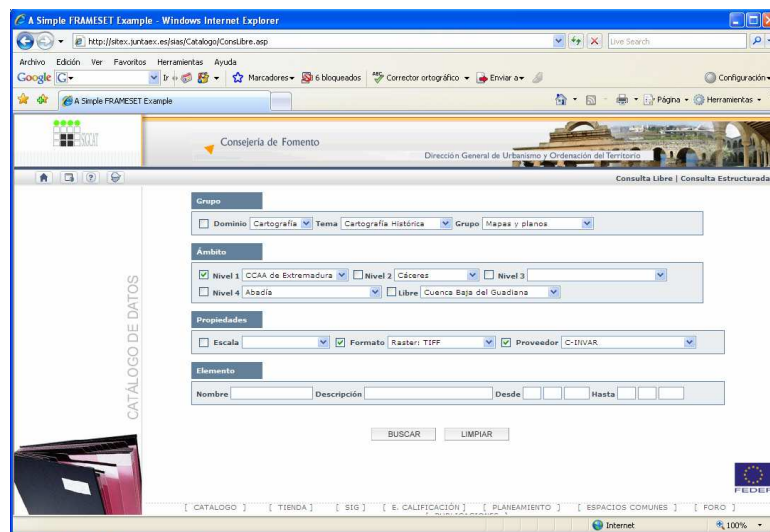 A Simple FRAMESET Example - Windows Internet Explorer
http://sitex.juntaex.es/sias/Catalogo/ConsLibre.asp
Live Search
Archivo Edición Ver Favoritos Herramientas Ayuda
Google G Ir Marcadores 6 bloqueados Corrector ortográfico Enviar a Configuración
A Simple FRAMESET Example Página Herramientas
SIGCAT
Consejería de Fomento
Dirección General de Urbanismo y Ordenación del Territorio
Consulta Libre | Consulta Estructurada
Grupo
Dominio Cartografía Tema Cartografía Histórica Grupo Mapas y planos
Ámbito
Nivel 1 CCAA de Extremadura Nivel 2 Cáceres Nivel 3
Nivel 4 Abadía Libre Cuenca Baja del Guadiana
Propiedades
Escala Formato Raster: TIFF Proveedor C-INVAR
Elemento
Nombre Descripción Desde Hasta
BUSCAR LIMPIAR
CATÁLOGO DE DATOS
FEDER
[ CATALOGO ] [ TIENDA ] [ SIG ] [ E. CALIFICACIÓN ] [ PLANEAMIENTO ] [ ESPACIOS COMUNES ] [ FORO ]
Internet 100%